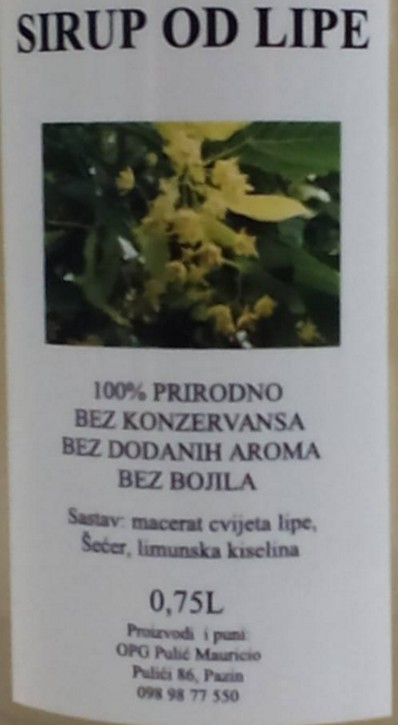 SIRUP OD LIPE
100% PRIRODNO
BEZ KONZERVANSA
BEZ DODANIH AROMA
BEZ BOJILA
Sastav: macerat cvijeta lipe,
Šećer, limunska kiselina
0,75L
Proizvodi i puni:
OPG Pulić Mauricio
Pulići 86, Pazin
098 98 77 550